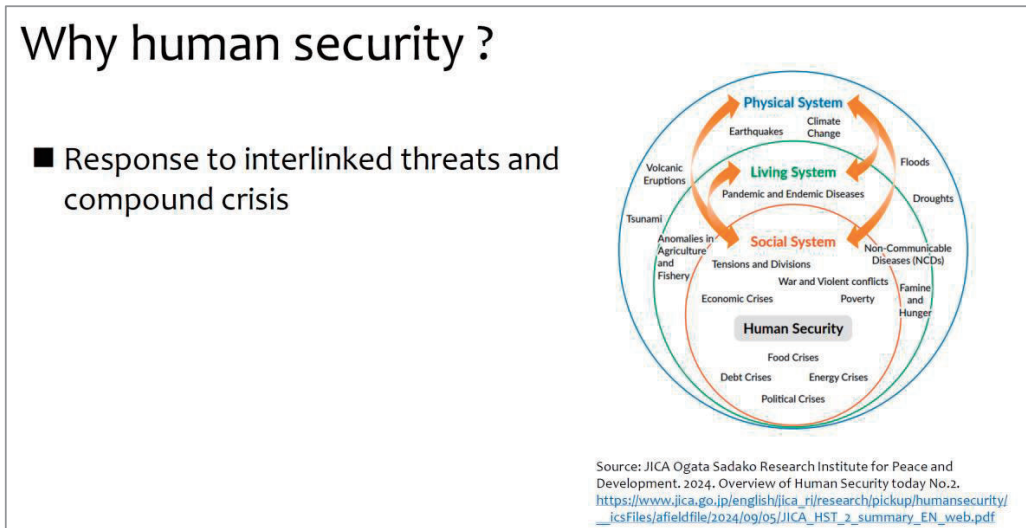 Why human security ?
■ Response to interlinked threats and
compound crisis
Physical System
Earthquakes
Climate
Change
Volcanic
Eruptions
Floods
Living System
Pandemic and Endemic Diseases
Droughts
Tsunami
Anomalies in
Agriculture
and
Fishery
Social System
Non-Communicable
Diseases (NCDs)
Tensions and Divisions
War and Violent conflicts
Famine
and
Hunger
Economic Crises
Poverty
Human Security
Food Crises
Debt Crises
Energy Crises
Political Crises
Source: JICA Ogata Sadako Research Institute for Peace and
Development. 2024. Overview of Human Security today No.2.
https://www.jica.go.jp/english/jica_ri/research/pickup/humansecurity/
__icsFiles/afieldfile/2024/09/05/JICA_HST_2_summary_EN_web.pdf